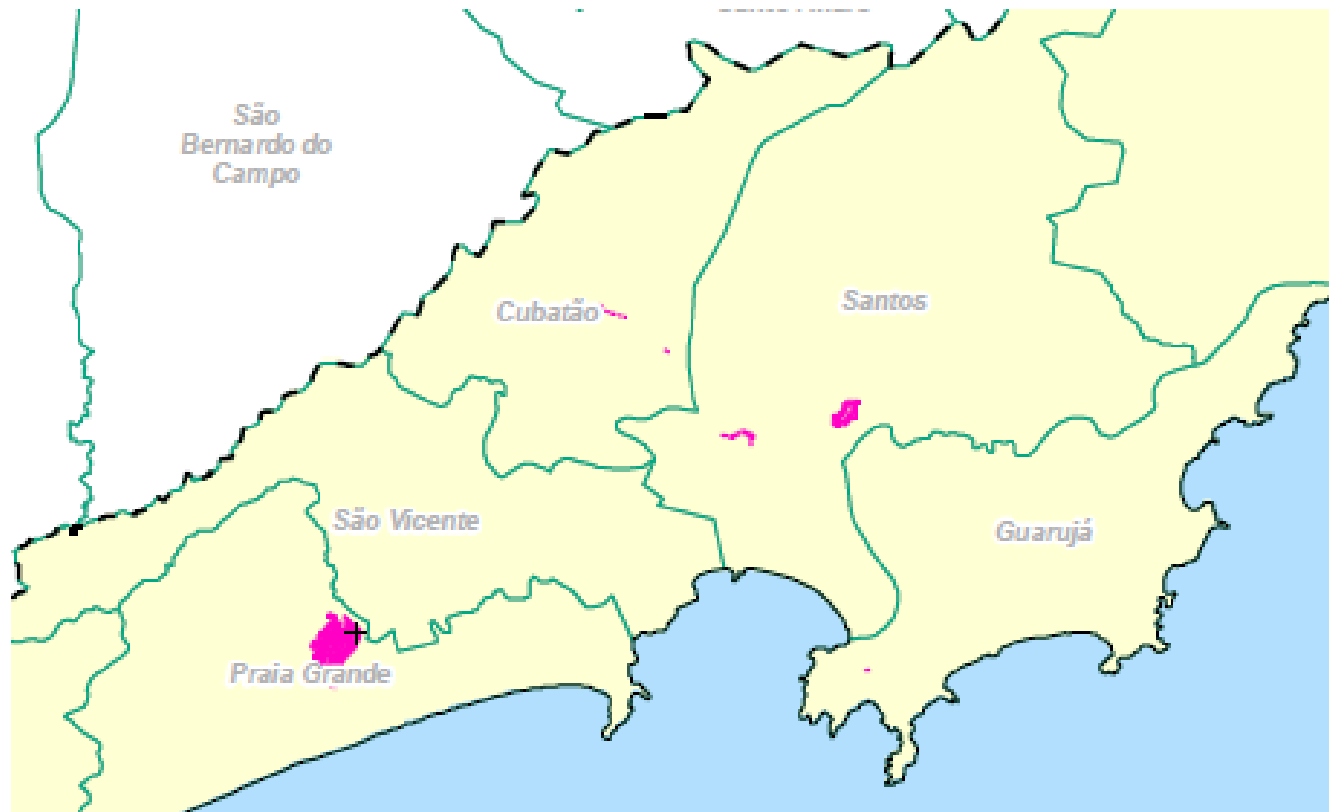 São
Bernardo do
Campo
Cubatão
Santos
São Vicente
Guarujá
Praia Grande